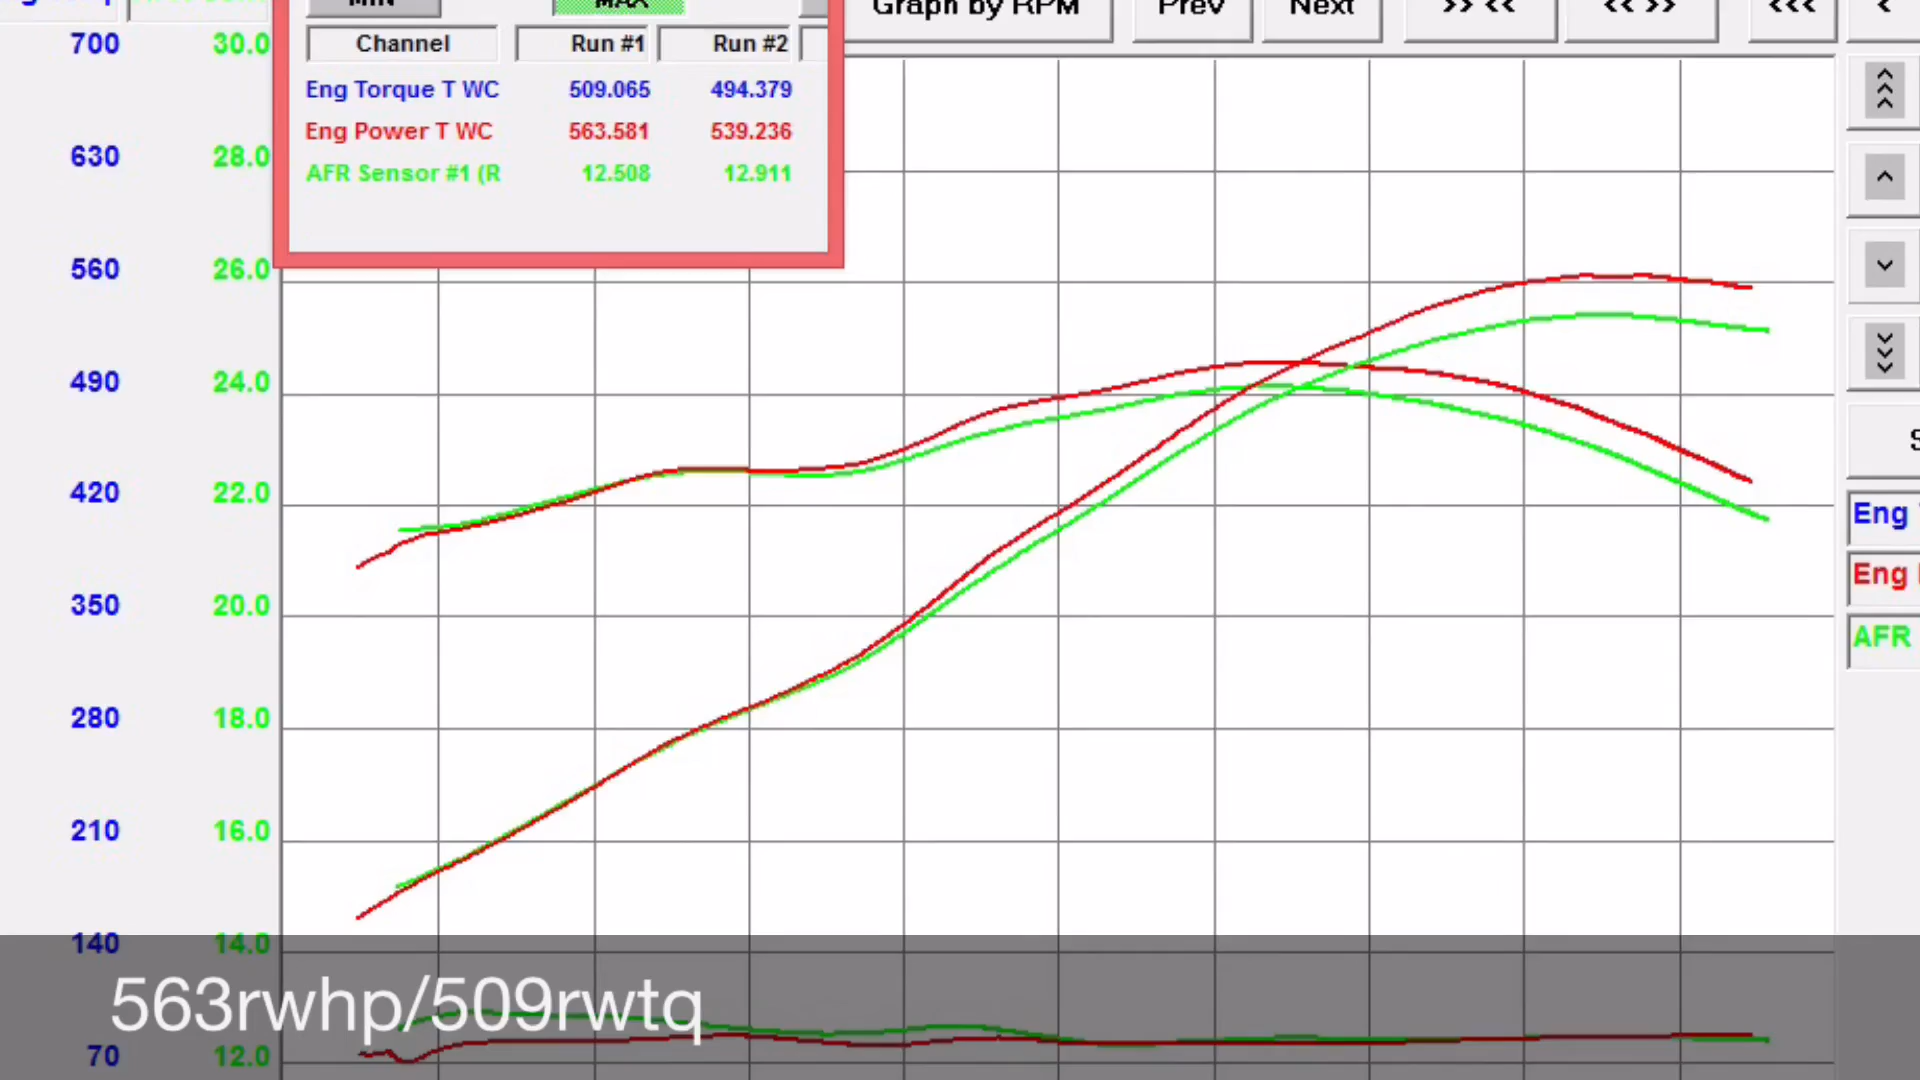 MIN MAX Graph by RPM Prev Next >> << << >> <<< <
Channel Run #1 Run #2
Eng Torque T WC 509.065 494.379
Eng Power T WC 563.581 539.236
AFR Sensor #1 (R 12.508 12.911
700 30.0
630 28.0
560 26.0
490 24.0
420 22.0
350 20.0
280 18.0
210 16.0
140 14.0
70 12.0
S
Eng
Eng
AFR
563rwhp/509rwtq